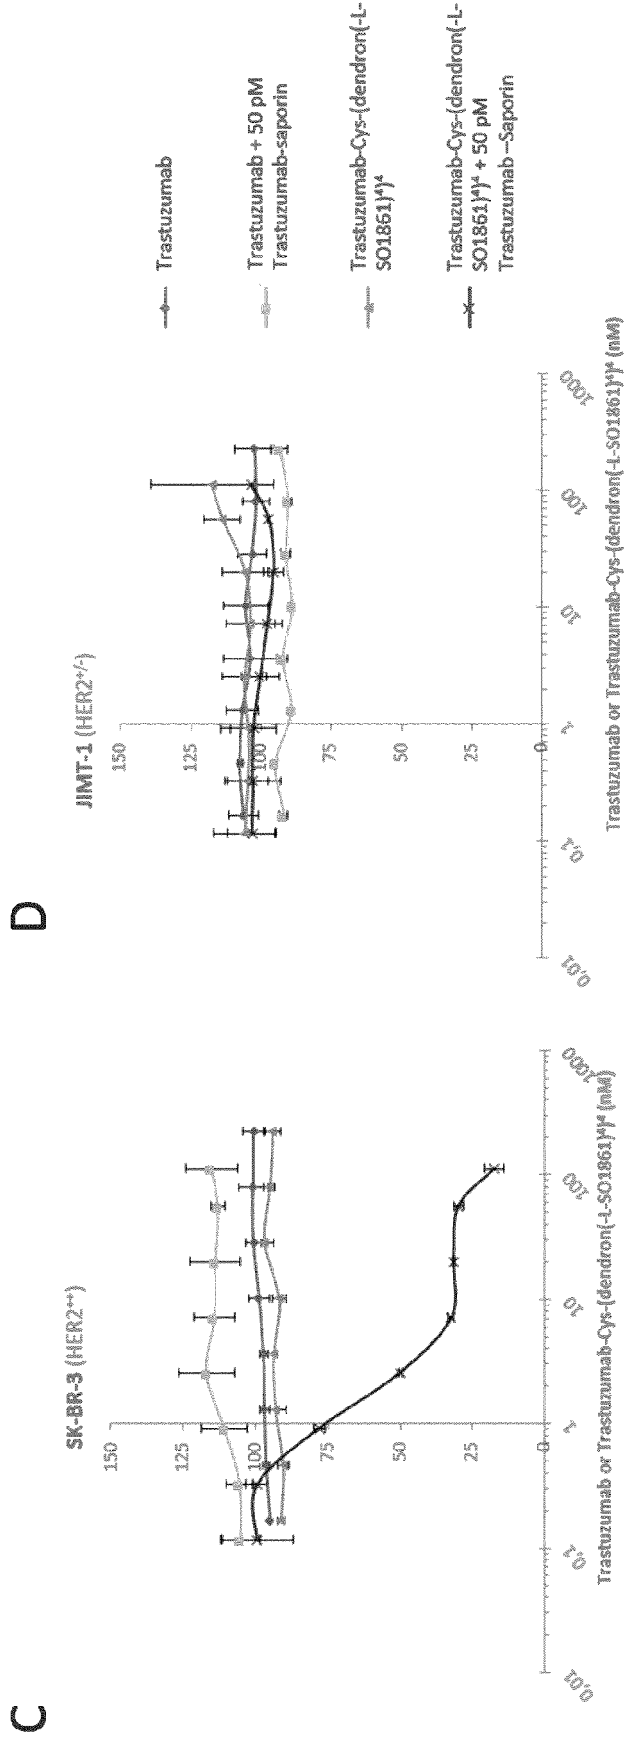 C
SK-BR-3 (HER2⁺⁺)
150
125
100
75
50
25
0
0,01
0,1
1
10
100
1000
Trastuzumab or Trastuzumab-Cys-(dendron(-L-SO1861)⁴)⁴ (nM)
D
JIMT-1 (HER2⁺/⁻)
150
125
100
75
50
25
0
0,01
0,1
1
10
100
1000
Trastuzumab or Trastuzumab-Cys-(dendron(-L-SO1861)⁴)⁴ (nM)
Trastuzumab
Trastuzumab + 50 pM
Trastuzumab-saporin
Trastuzumab-Cys-(dendron(-L-
SO1861)⁴)⁴
Trastuzumab-Cys-(dendron(-L-
SO1861)⁴)⁴ + 50 pM
Trastuzumab –Saporin